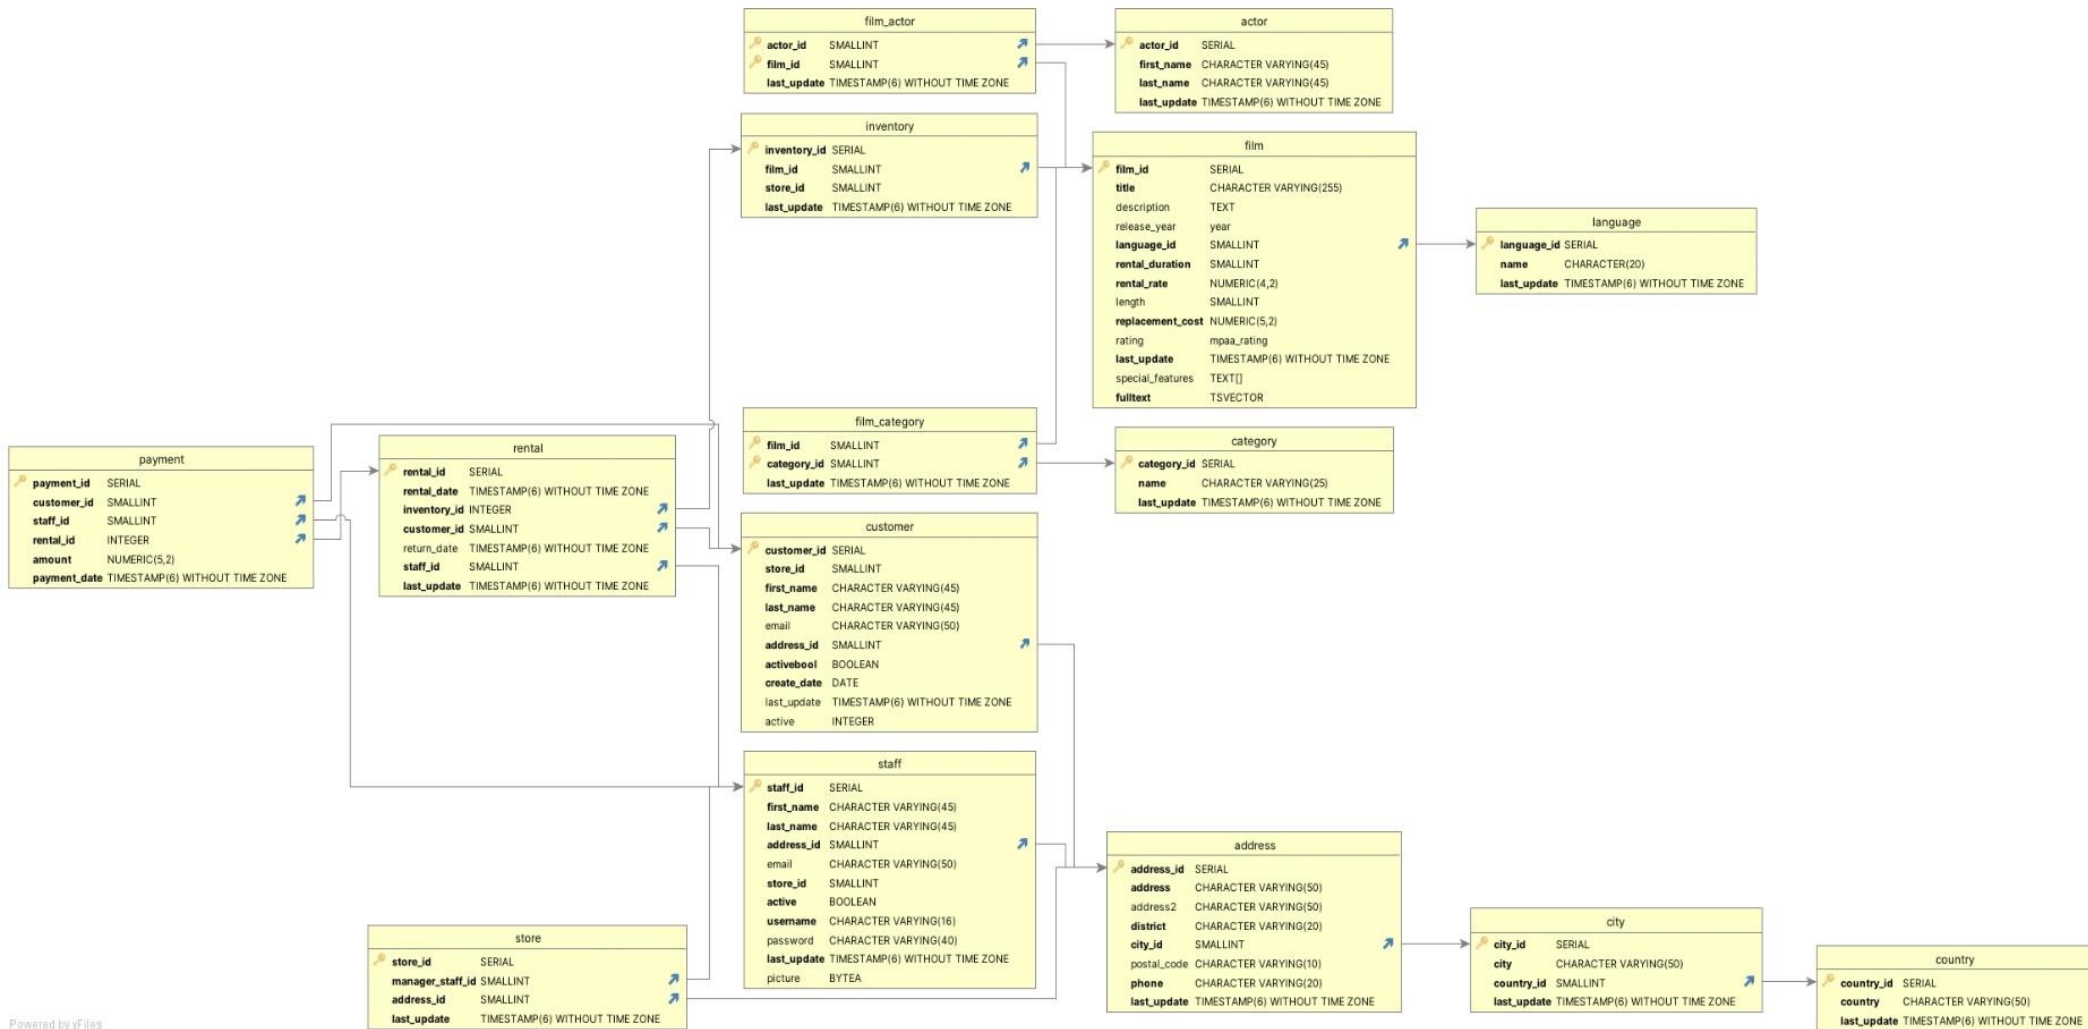 film_actor
actor_id SMALLINT
film_id SMALLINT
last_update TIMESTAMP(6) WITHOUT TIME ZONE
actor
actor_id SERIAL
first_name CHARACTER VARYING(45)
last_name CHARACTER VARYING(45)
last_update TIMESTAMP(6) WITHOUT TIME ZONE
inventory
inventory_id SERIAL
film_id SMALLINT
store_id SMALLINT
last_update TIMESTAMP(6) WITHOUT TIME ZONE
film
film_id SERIAL
title CHARACTER VARYING(255)
description TEXT
release_year year
language_id SMALLINT
rental_duration SMALLINT
rental_rate NUMERIC(4,2)
length SMALLINT
replacement_cost NUMERIC(5,2)
rating mpaa_rating
last_update TIMESTAMP(6) WITHOUT TIME ZONE
special_features TEXT[]
fulltext TSVECTOR
language
language_id SERIAL
name CHARACTER(20)
last_update TIMESTAMP(6) WITHOUT TIME ZONE
film_category
film_id SMALLINT
category_id SMALLINT
last_update TIMESTAMP(6) WITHOUT TIME ZONE
category
category_id SERIAL
name CHARACTER VARYING(25)
last_update TIMESTAMP(6) WITHOUT TIME ZONE
payment
payment_id SERIAL
customer_id SMALLINT
staff_id SMALLINT
rental_id INTEGER
amount NUMERIC(5,2)
payment_date TIMESTAMP(6) WITHOUT TIME ZONE
rental
rental_id SERIAL
rental_date TIMESTAMP(6) WITHOUT TIME ZONE
inventory_id INTEGER
customer_id SMALLINT
return_date TIMESTAMP(6) WITHOUT TIME ZONE
staff_id SMALLINT
last_update TIMESTAMP(6) WITHOUT TIME ZONE
customer
customer_id SERIAL
store_id SMALLINT
first_name CHARACTER VARYING(45)
last_name CHARACTER VARYING(45)
email CHARACTER VARYING(50)
address_id SMALLINT
activebool BOOLEAN
create_date DATE
last_update TIMESTAMP(6) WITHOUT TIME ZONE
active INTEGER
staff
staff_id SERIAL
first_name CHARACTER VARYING(45)
last_name CHARACTER VARYING(45)
address_id SMALLINT
email CHARACTER VARYING(50)
store_id SMALLINT
active BOOLEAN
username CHARACTER VARYING(16)
password CHARACTER VARYING(40)
last_update TIMESTAMP(6) WITHOUT TIME ZONE
picture BYTEA
store
store_id SERIAL
manager_staff_id SMALLINT
address_id SMALLINT
last_update TIMESTAMP(6) WITHOUT TIME ZONE
address
address_id SERIAL
address CHARACTER VARYING(50)
address2 CHARACTER VARYING(50)
district CHARACTER VARYING(20)
city_id SMALLINT
postal_code CHARACTER VARYING(10)
phone CHARACTER VARYING(20)
last_update TIMESTAMP(6) WITHOUT TIME ZONE
city
city_id SERIAL
city CHARACTER VARYING(50)
country_id SMALLINT
last_update TIMESTAMP(6) WITHOUT TIME ZONE
country
country_id SERIAL
country CHARACTER VARYING(50)
last_update TIMESTAMP(6) WITHOUT TIME ZONE
Powered by yFiles